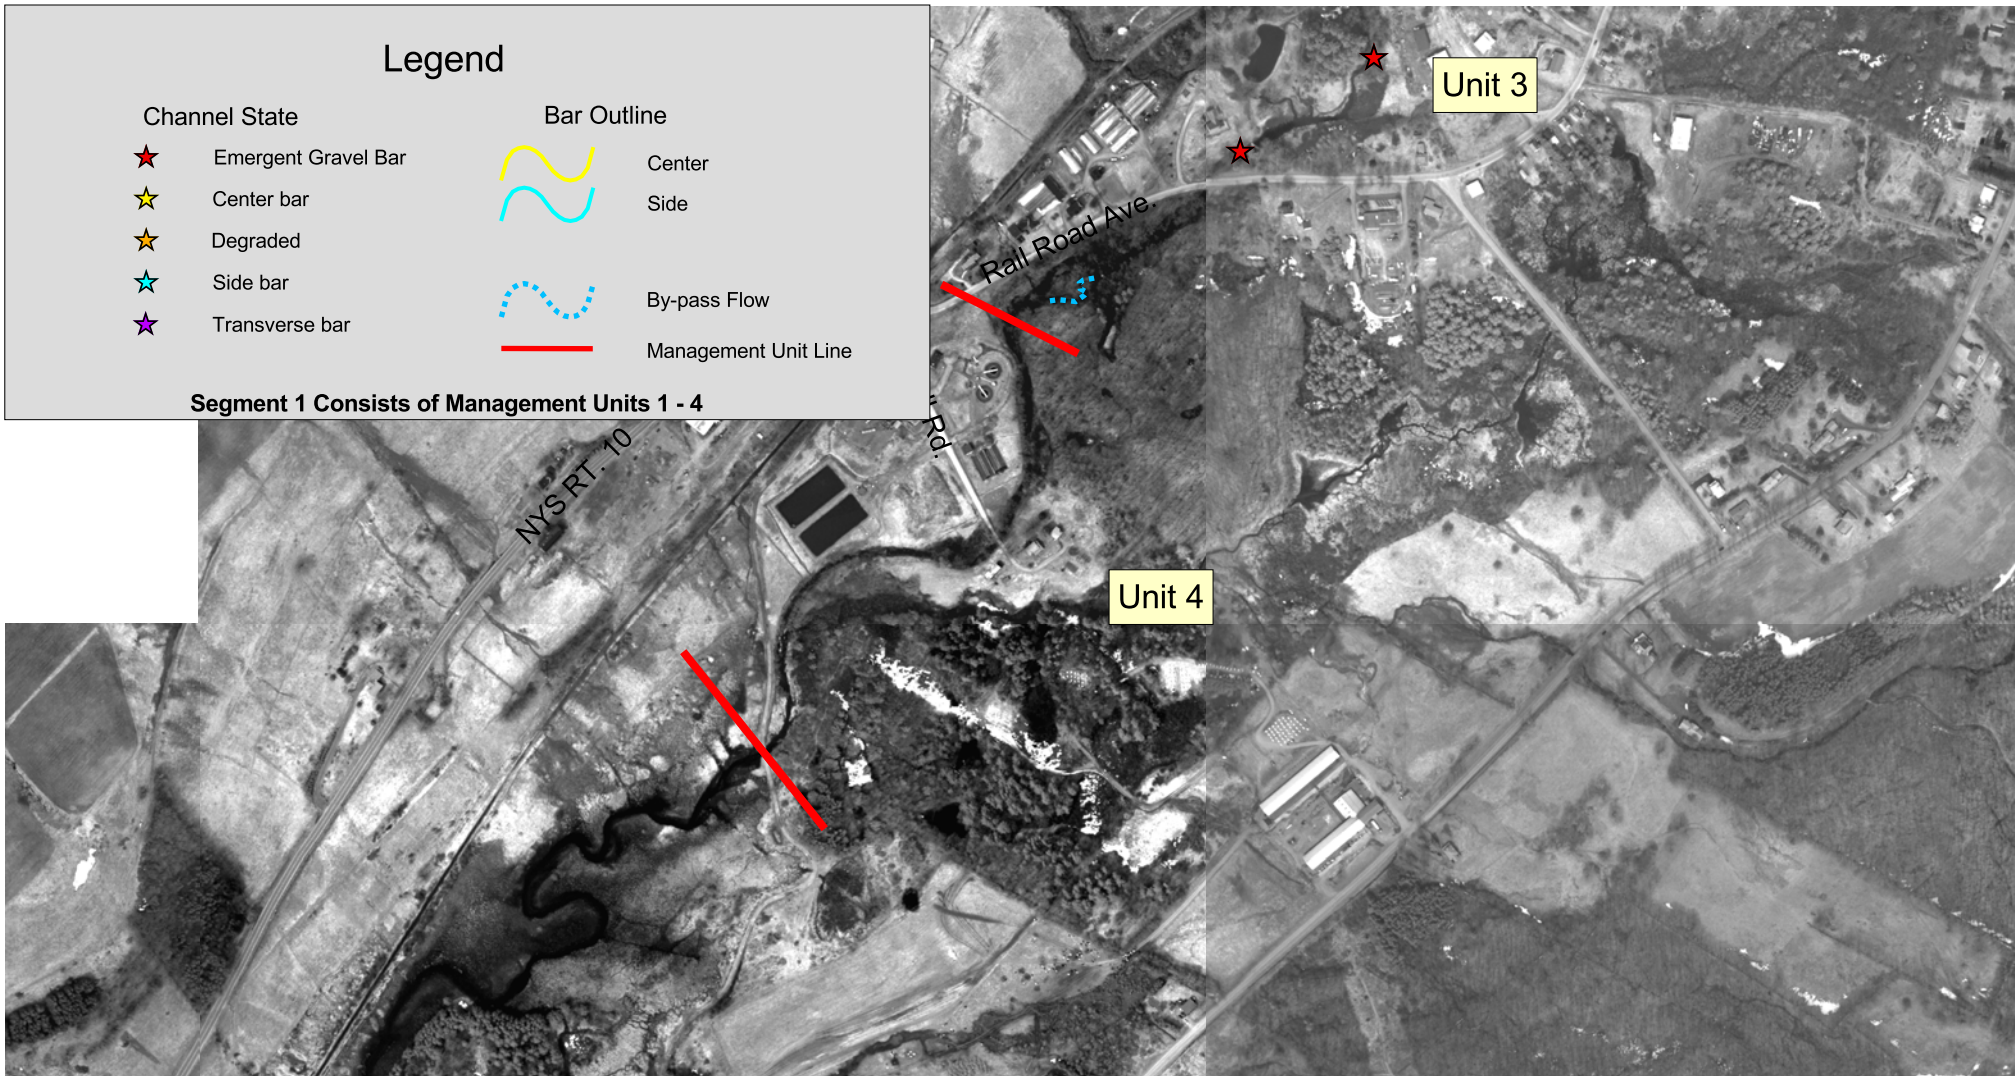 Legend
Channel State
Emergent Gravel Bar
Center bar
Degraded
Side bar
Transverse bar
Bar Outline
Center
Side
By-pass Flow
Management Unit Line
Segment 1 Consists of Management Units 1 - 4
Unit 3
Rail Road Ave.
Rd.
NYS RT. 10
Unit 4